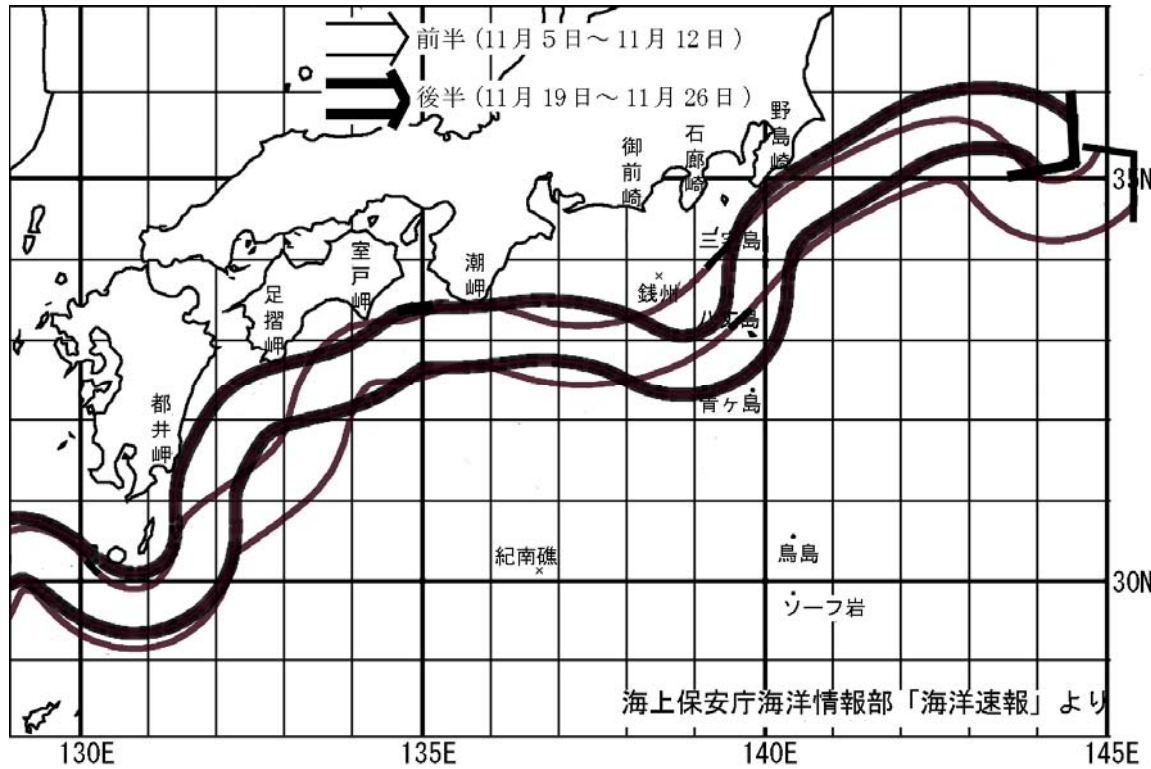 前半 (11月5日～11月12日)
後半 (11月19日～11月26日)
野島崎
石廊崎
御前崎
35N
三宅島
室戸岬
潮岬
銭州
足摺岬
八丈島
青ヶ島
都井岬
紀南礁
鳥島
30N
ソーフ岩
海上保安庁海洋情報部「海洋速報」より
130E
135E
140E
145E